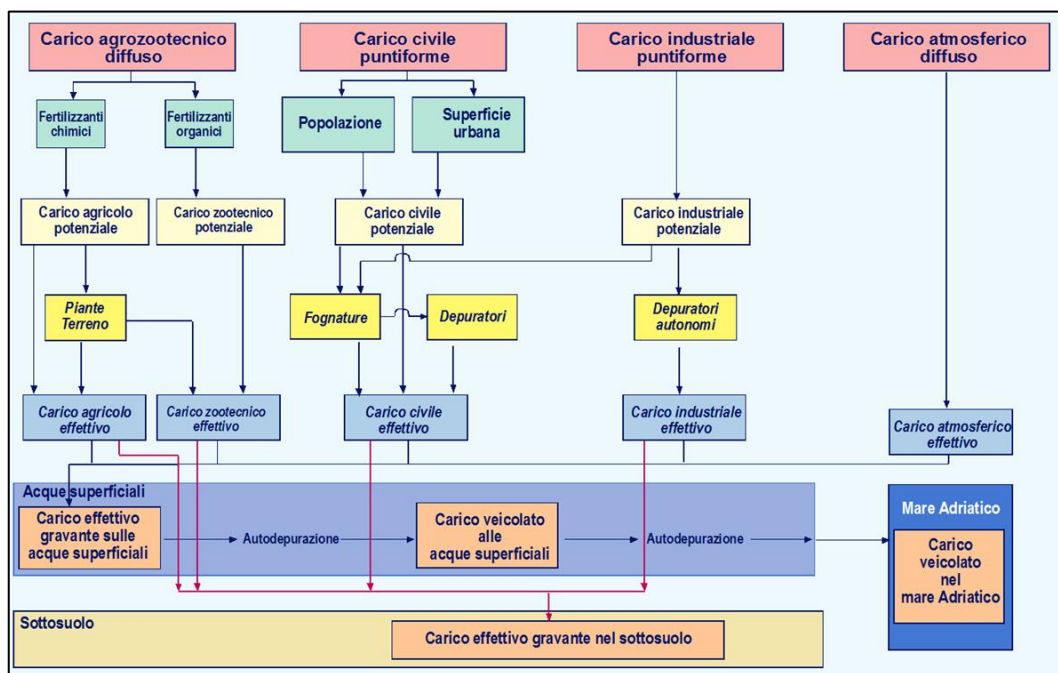 Carico agrozootecnico
diffuso
Carico civile
puntiforme
Carico industriale
puntiforme
Carico atmosferico
diffuso
Fertilizzanti
chimici
Fertilizzanti
organici
Popolazione
Superficie
urbana
Carico agricolo
potenziale
Carico zootecnico
potenziale
Carico civile
potenziale
Carico industriale
potenziale
Piante
Terreno
Fognature
Depuratori
Depuratori
autonomi
Carico agricolo
effettivo
Carico zootecnico
effettivo
Carico civile
effettivo
Carico industriale
effettivo
Carico atmosferico
effettivo
Acque superficiali
Carico effettivo
gravante sulle
acque superficiali
Autodepurazione
Carico veicolato
alle
acque superficiali
Autodepurazione
Mare Adriatico
Carico
veicolato
nel
mare Adriatico
Sottosuolo
Carico effettivo gravante nel sottosuolo